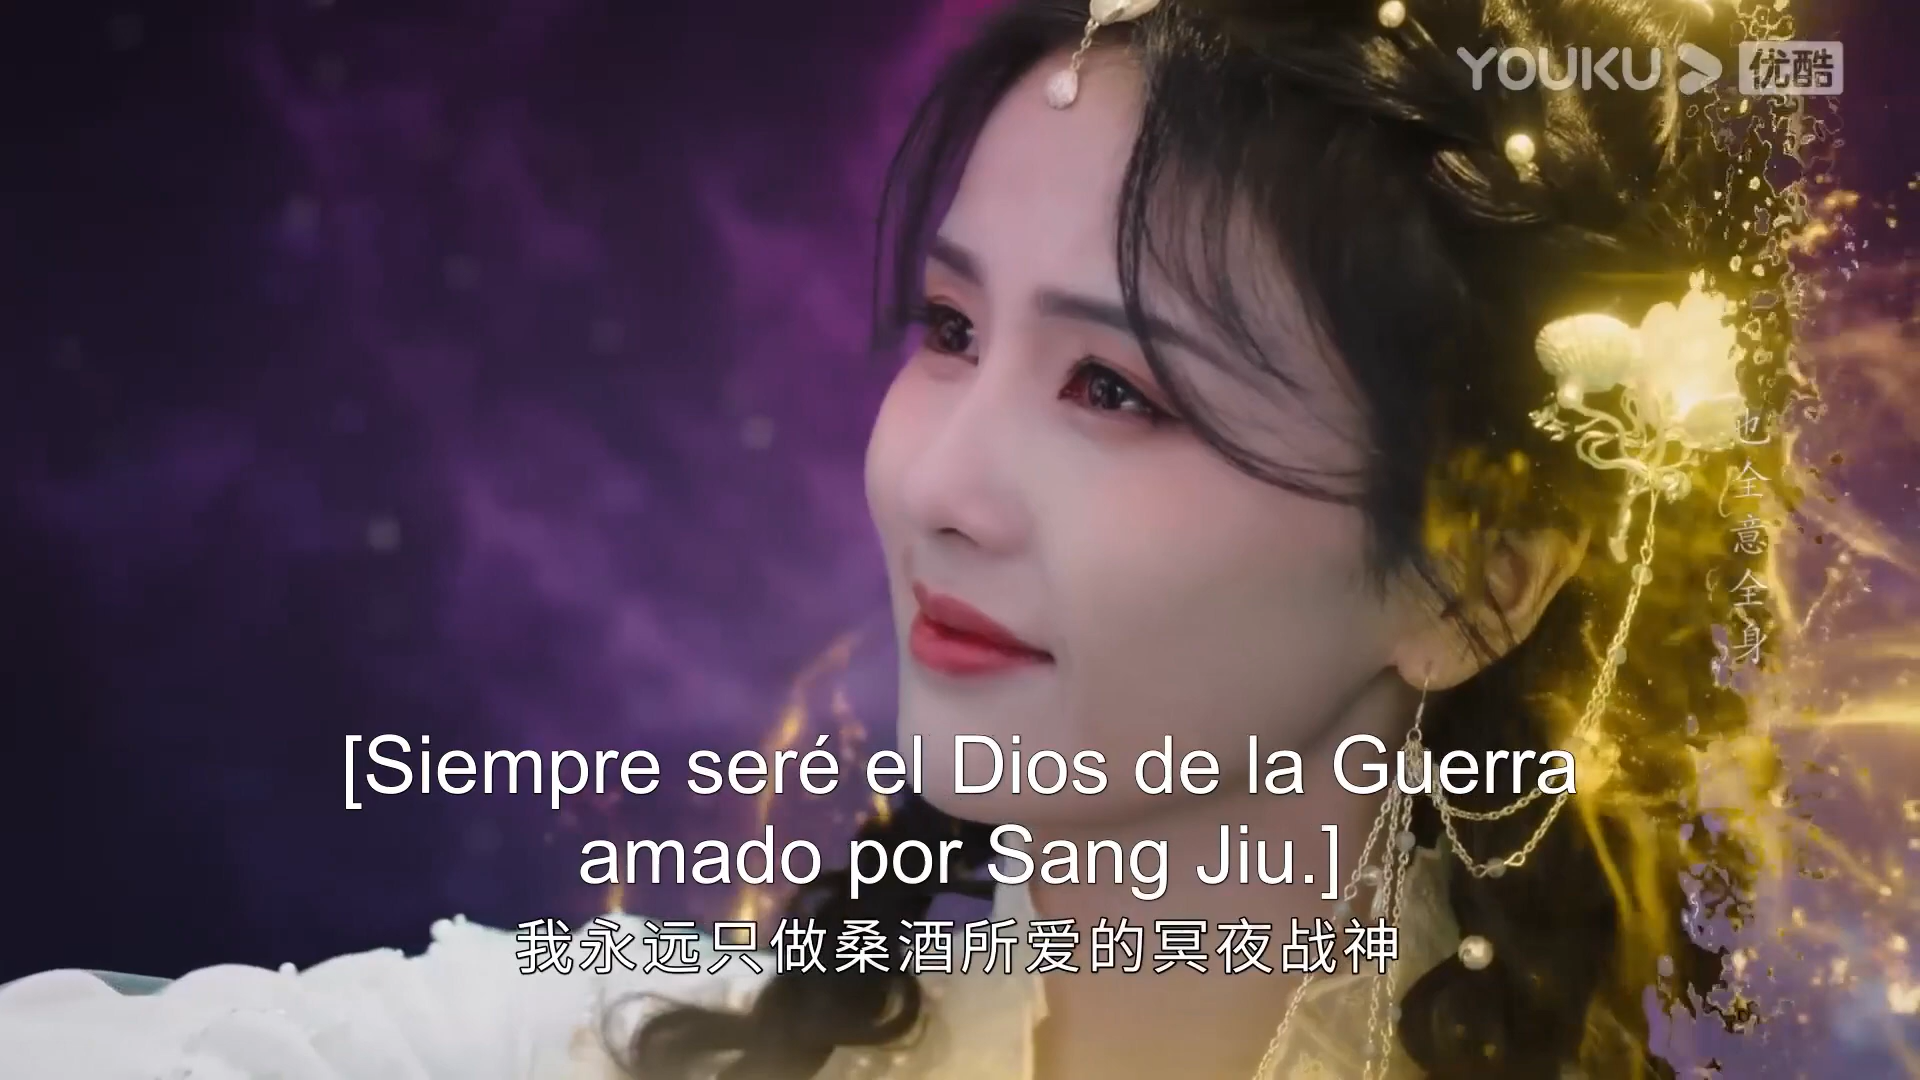 YOUKU 优酷
也全意全身
[Siempre seré el Dios de la Guerra
amado por Sang Jiu.]
我永远只做桑酒所爱的冥夜战神